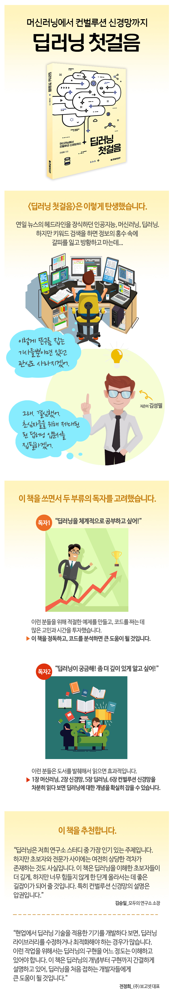 머신러닝에서 컨벌루션 신경망까지
딥러닝 첫걸음
딥러닝 첫걸음
머신러닝에서
컨벌루션 신경망까지
김성필 지음
딥러닝
첫걸음
한빛미디어
<딥러닝 첫걸음>은 이렇게 탄생했습니다.
연일 뉴스의 헤드라인을 장식하던 인공지능, 머신러닝, 딥러닝.
하지만 키워드 검색을 하면 정보의 홍수 속에
갈피를 잃고 방황하고 마는데...
이렇게 뜬구름 잡는
기사들뿐이면 있던
관심도 사라지겠어.
지은이 김성필
그래. 결심했어.
초심자들을 위해 제대로된
된 딥러닝 입문서를
집필하겠어.
이 책을 쓰면서 두 부류의 독자를 고려했습니다.
독자1 “딥러닝을 체계적으로 공부하고 싶어!”
이런 분들을 위해 적절한 예제를 만들고, 코드를 짜는 데
많은 고민과 시간을 투자했습니다.
▶ 이 책을 정독하고, 코드를 분석하면 큰 도움이 될 것입니다.
독자2 “딥러닝이 궁금해! 좀 더 깊이 있게 알고 싶어!”
이런 분들은 도서를 발췌해서 읽으면 효과적입니다.
▶ 1장 머신러닝, 2장 신경망, 5장 딥러닝, 6장 컨벌루션 신경망을
차분히 읽다 보면 딥러닝에 대한 개념을 확실히 잡을 수 있습니다.
이 책을 추천합니다.
“딥러닝은 저희 연구소 스터디 중 가장 인기 있는 주제입니다.
하지만 초보자와 전문가 사이에는 여전히 상당한 격차가
존재하는 것도 사실입니다. 이 책은 딥러닝을 이해한 초보자들이
더 깊게, 하지만 너무 힘들지 않게 한 단계 올라서는 데 좋은
길잡이가 되어 줄 것입니다. 특히 컨벌루션 신경망의 설명은
압권입니다.”
김승일_모두의 연구소 소장
“현업에서 딥러닝 기술을 적용한 기기를 개발하다 보면, 딥러닝
라이브러리를 수정하거나 최적화해야 하는 경우가 많습니다.
이런 작업을 위해서는 딥러닝의 구현을 어느 정도는 이해하고
있어야 합니다. 이 책은 딥러닝의 개념부터 구현까지 간결하게
설명하고 있어, 딥러닝을 처음 접하는 개발자들에게
큰 도움이 될 것입니다.”
전정희_(주)보고넷 대표